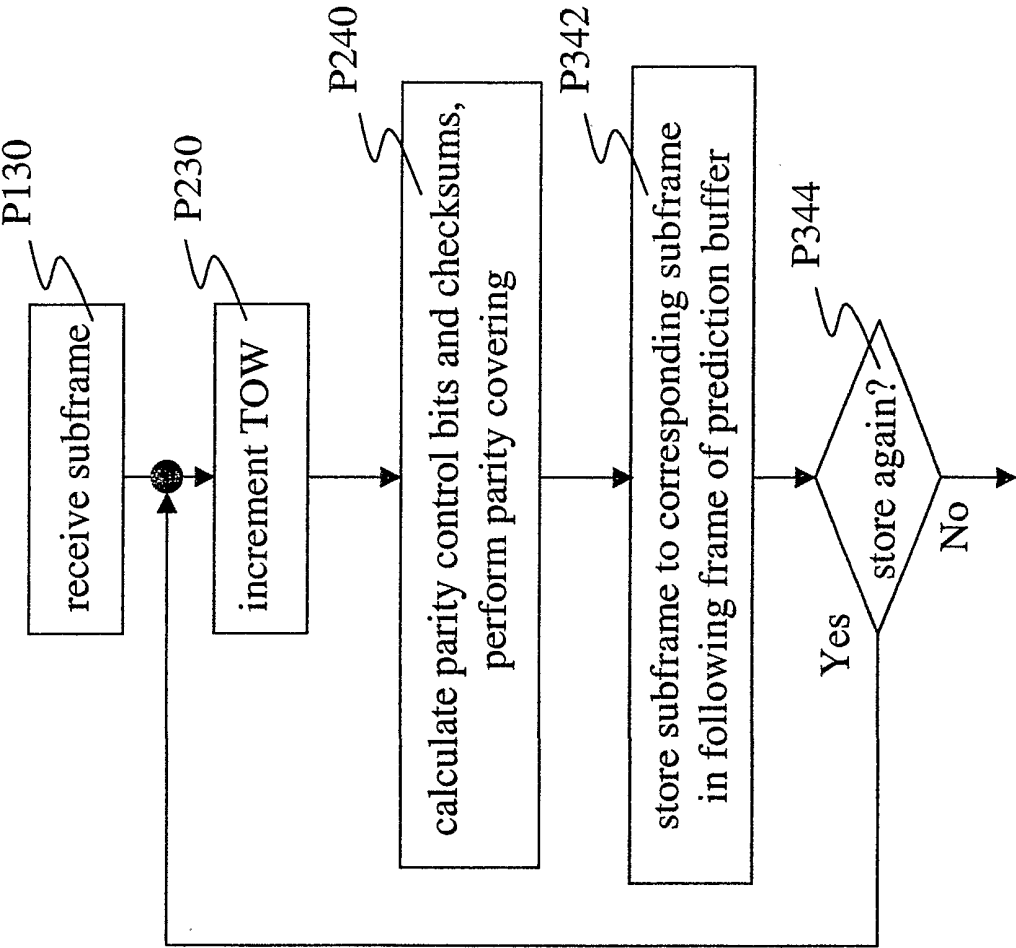 P130
receive subframe
P230
increment TOW
P240
calculate parity control bits and checksums,
perform parity covering
P342
store subframe to corresponding subframe
in following frame of prediction buffer
P344
store again?
Yes
No